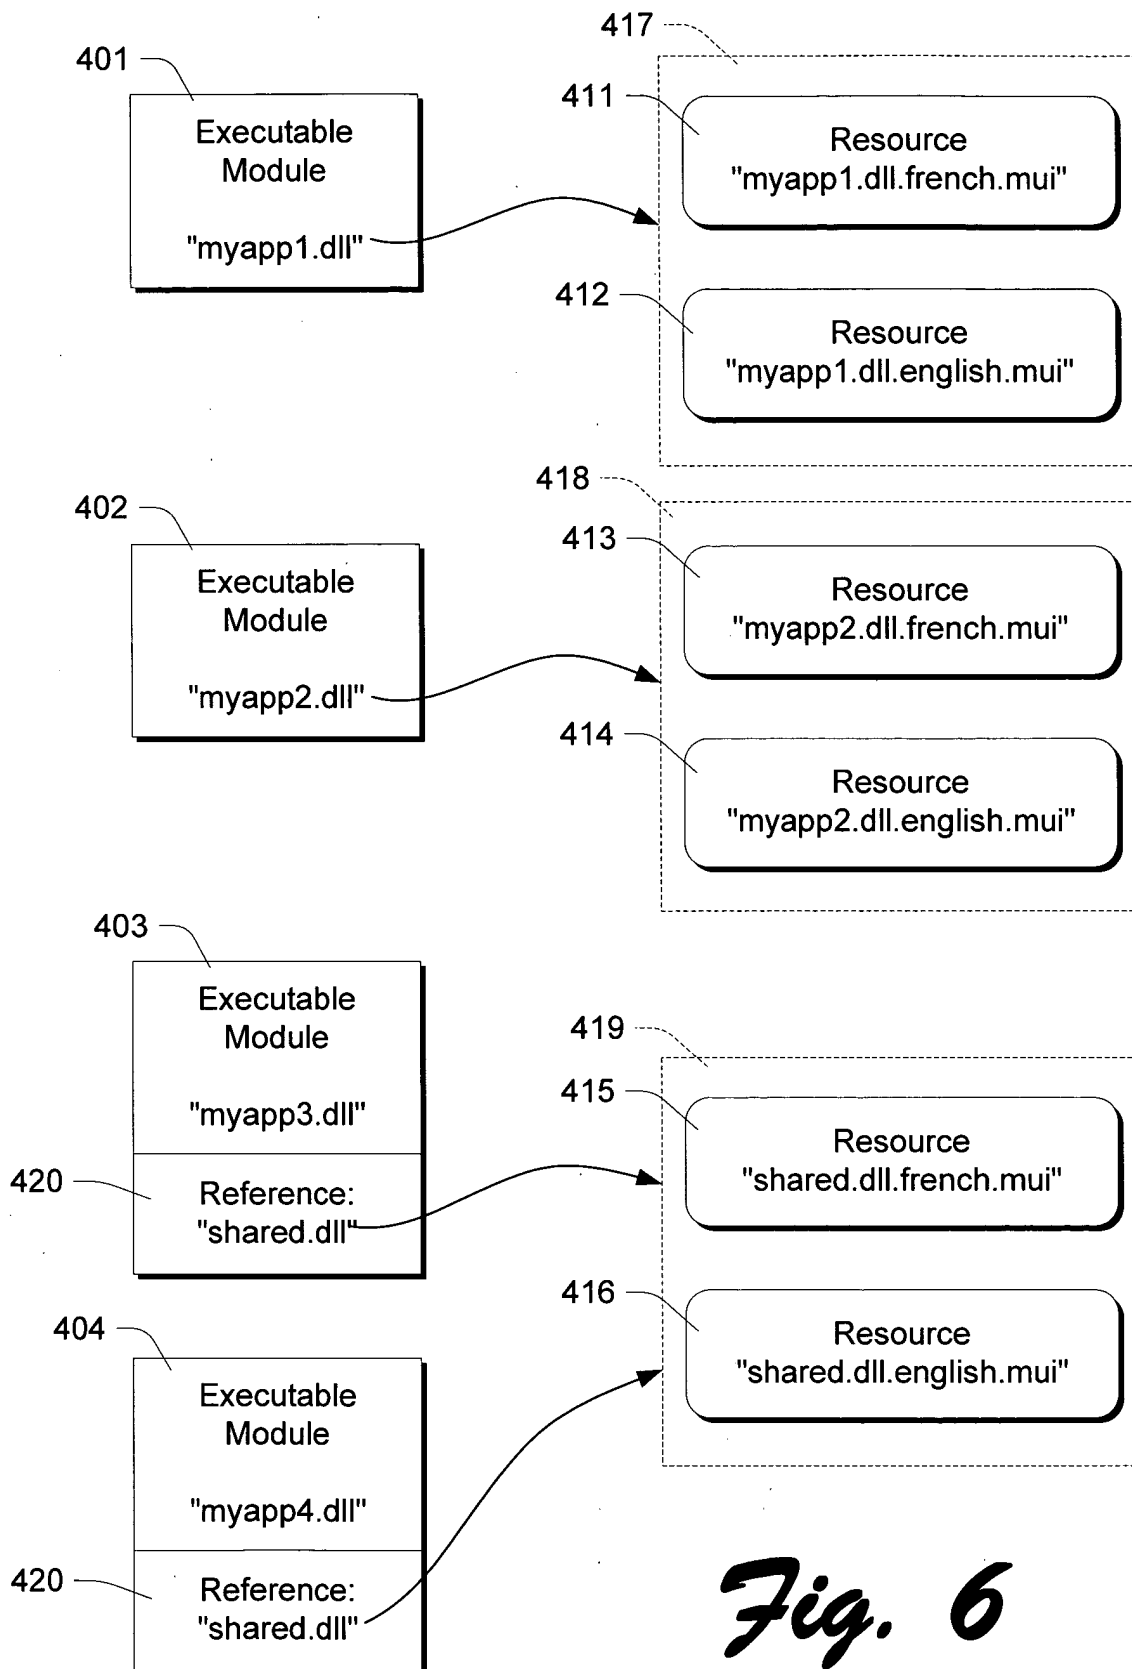 417
401
411
Executable
Module
"myapp1.dll"
Resource
"myapp1.dll.french.mui"
412
Resource
"myapp1.dll.english.mui"
418
402
413
Executable
Module
"myapp2.dll"
Resource
"myapp2.dll.french.mui"
414
Resource
"myapp2.dll.english.mui"
403
Executable
Module
"myapp3.dll"
419
415
420
Reference:
"shared.dll"
Resource
"shared.dll.french.mui"
416
Resource
"shared.dll.english.mui"
404
Executable
Module
"myapp4.dll"
420
Reference:
"shared.dll"
Fig. 6